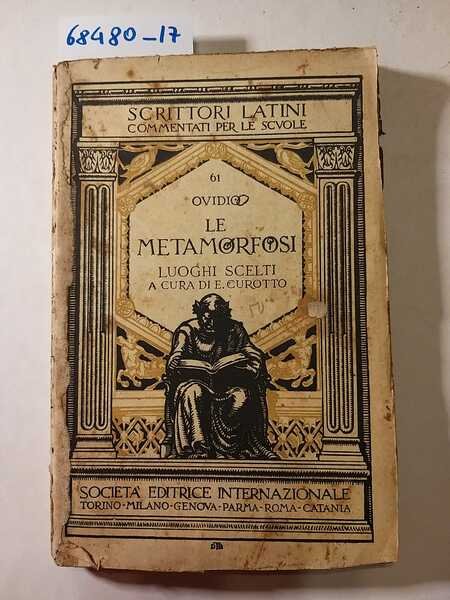 68480-17
SCRITTORI LATINI
COMMENTATI PER LE SCVOLE
61
OVIDIO
LE
METAMORFOSI
LUOGHI SCELTI
A CURA DI E. CUROTTO
SOCIETÀ EDITRICE INTERNAZIONALE
TORINO-MILANO-GENOVA-PARMA-ROMA-CATANIA